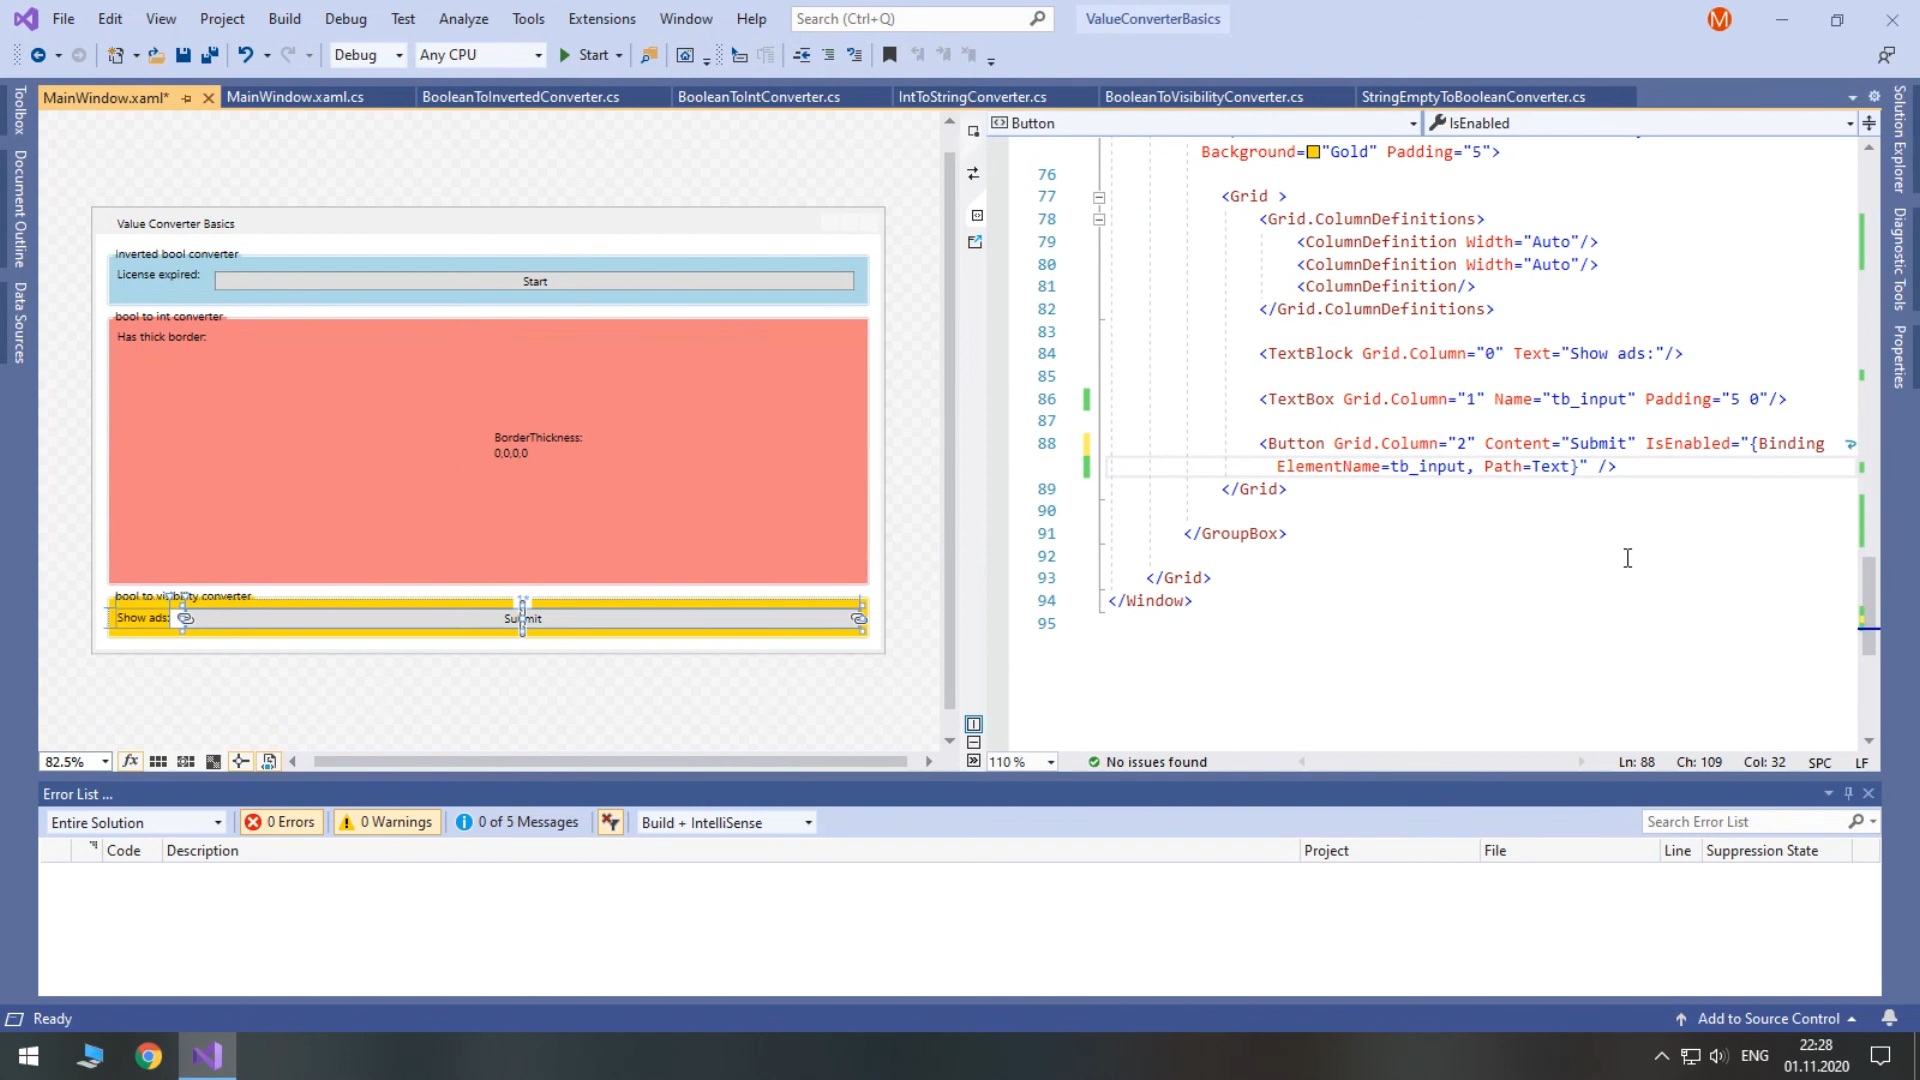 File Edit View Project Build Debug Test Analyze Tools Extensions Window Help Search (Ctrl+Q) ValueConverterBasics M
Debug Any CPU Start
MainWindow.xaml* MainWindow.xaml.cs BooleanToInvertedConverter.cs BooleanToIntConverter.cs IntToStringConverter.cs BooleanToVisibilityConverter.cs StringEmptyToBooleanConverter.cs
Toolbox
Document Outline
Data Sources
Value Converter Basics
Inverted bool converter
License expired: Start
bool to int converter
Has thick border:
BorderThickness:
0,0,0,0
bool to visibility converter
Show ads: Submit
82.5% fx
Button IsEnabled
Background="Gold" Padding="5">
76
77 <Grid >
78 <Grid.ColumnDefinitions>
79 <ColumnDefinition Width="Auto"/>
80 <ColumnDefinition Width="Auto"/>
81 <ColumnDefinition/>
82 </Grid.ColumnDefinitions>
83
84 <TextBlock Grid.Column="0" Text="Show ads:"/>
85
86 <TextBox Grid.Column="1" Name="tb_input" Padding="5 0"/>
87
88 <Button Grid.Column="2" Content="Submit" IsEnabled="{Binding
ElementName=tb_input, Path=Text}" />
89 </Grid>
90
91 </GroupBox>
92
93 </Grid>
94 </Window>
95
110 % No issues found Ln: 88 Ch: 109 Col: 32 SPC LF
Solution Explorer
Diagnostic Tools
Properties
Error List ...
Entire Solution 0 Errors 0 Warnings 0 of 5 Messages Build + IntelliSense Search Error List
Code Description Project File Line Suppression State
Ready Add to Source Control
ENG 22:28
01.11.2020